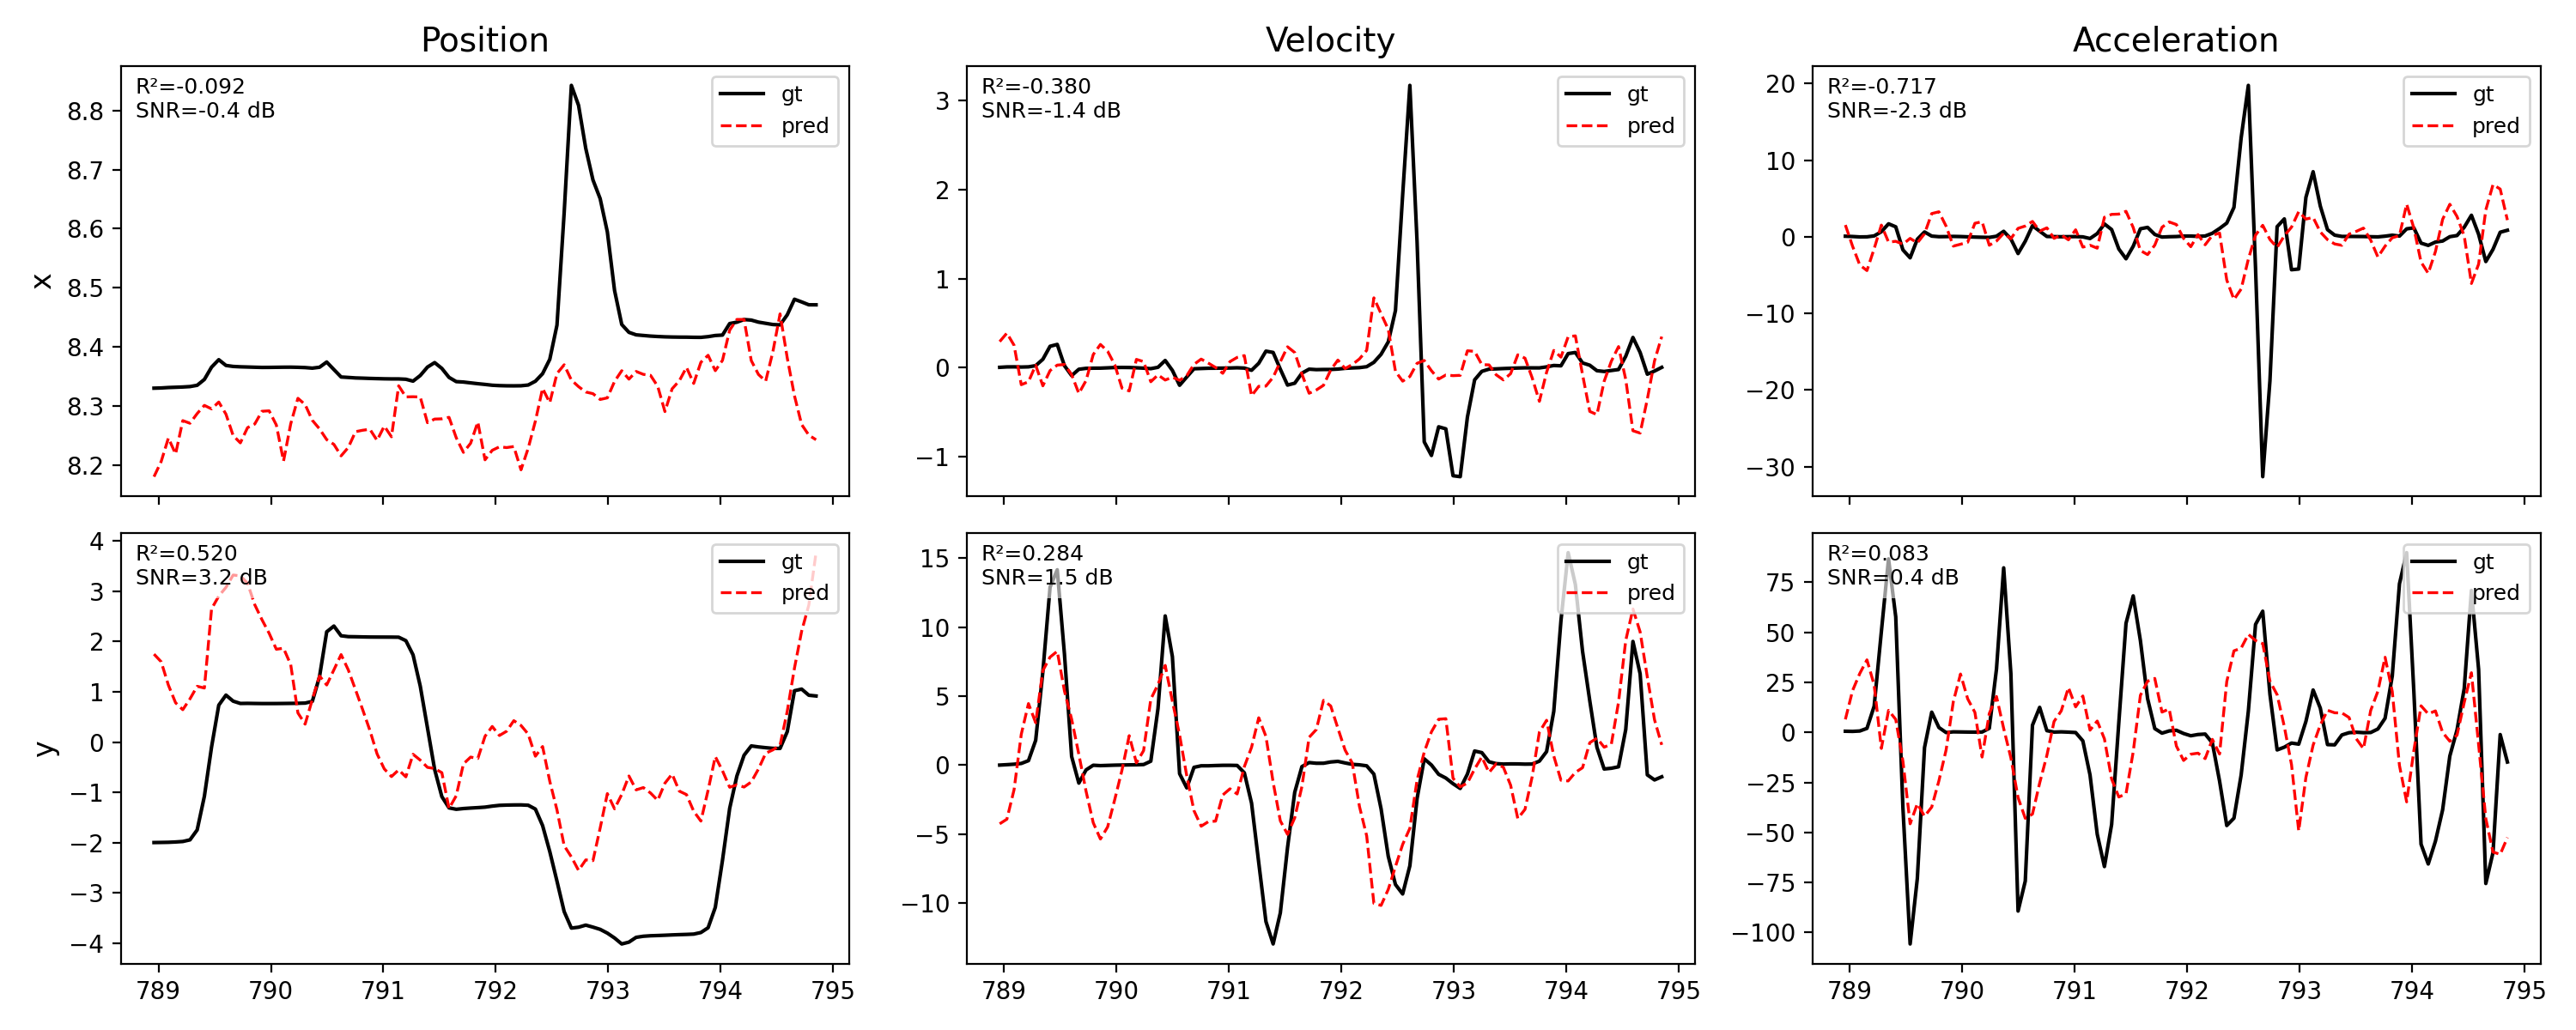 Position
Velocity
Acceleration
R²=-0.092
SNR=-0.4 dB
gt
pred
8.8
8.7
8.6
8.5
8.4
8.3
8.2
x
R²=-0.380
SNR=-1.4 dB
gt
pred
3
2
1
0
−1
R²=-0.717
SNR=-2.3 dB
gt
pred
20
10
0
−10
−20
−30
R²=0.520
SNR=3.2 dB
gt
pred
4
3
2
1
0
−1
−2
−3
−4
y
789 790 791 792 793 794 795
R²=0.284
SNR=1.5 dB
gt
pred
15
10
5
0
−5
−10
789 790 791 792 793 794 795
R²=0.083
SNR=0.4 dB
gt
pred
75
50
25
0
−25
−50
−75
−100
789 790 791 792 793 794 795